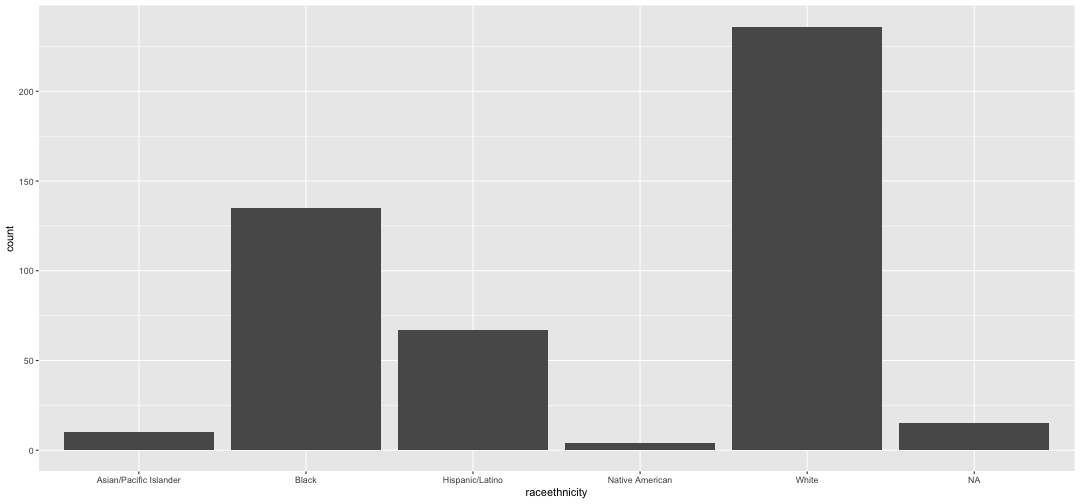 count
200
150
100
50
0
Asian/Pacific Islander Black Hispanic/Latino Native American White NA
raceethnicity